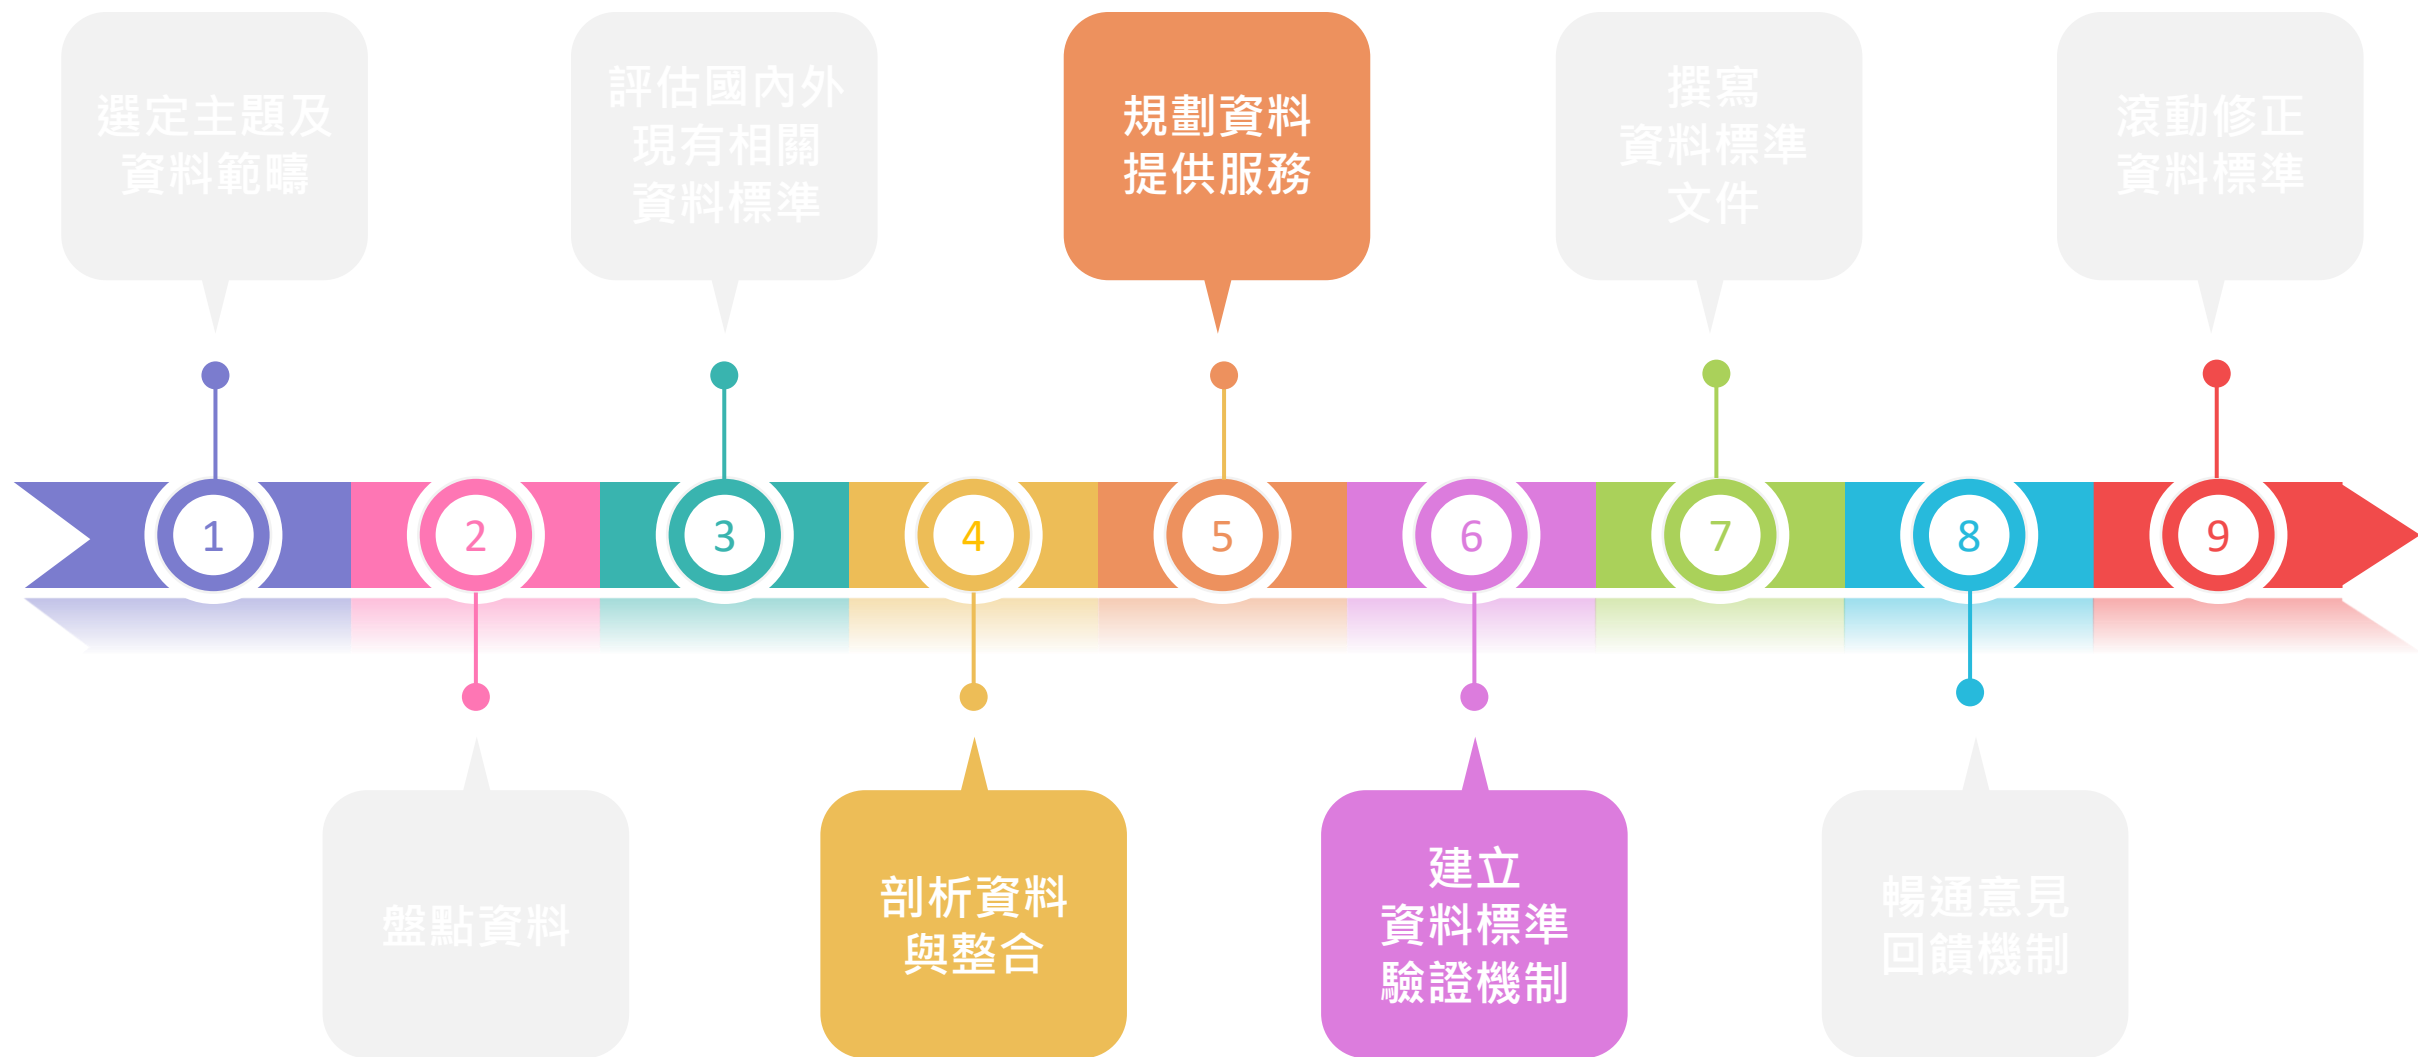 選定主題及
資料範疇
評估國內外
現有相關
資料標準
規劃資料
提供服務
撰寫
資料標準
文件
滾動修正
資料標準
1
2
3
4
5
6
7
8
9
盤點資料
剖析資料
與整合
建立
資料標準
驗證機制
暢通意見
回饋機制